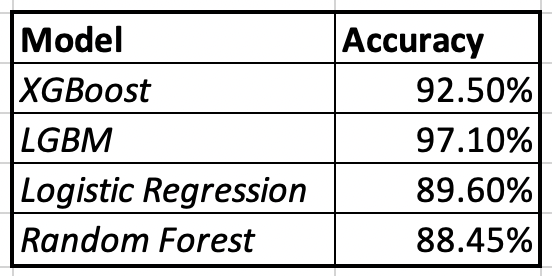 Model Accuracy
XGBoost 92.50%
LGBM 97.10%
Logistic Regression 89.60%
Random Forest 88.45%